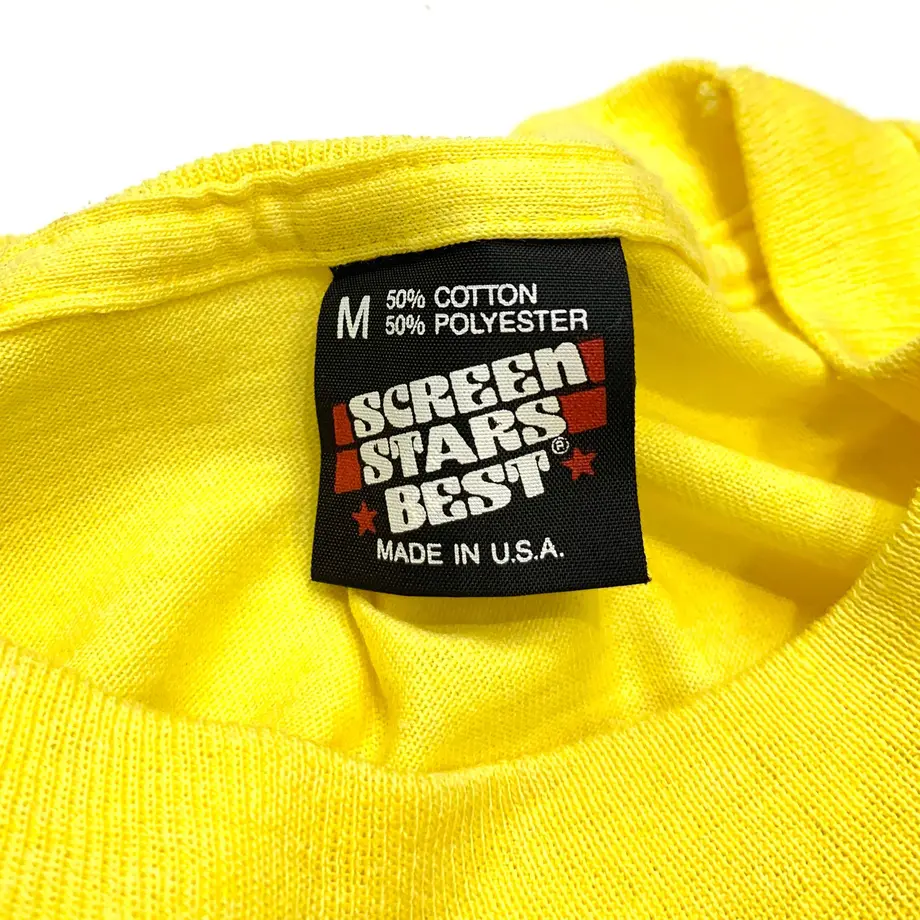 M 50% COTTON
50% POLYESTER
SCREEN
STARS
BEST®
MADE IN U.S.A.